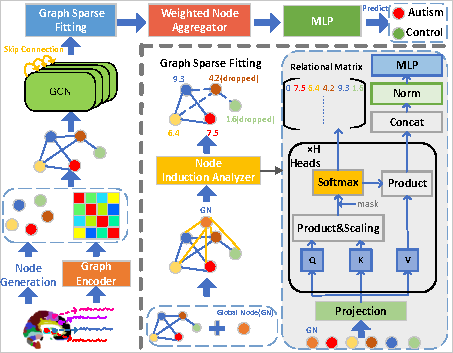 Graph Sparse
Fitting
Weighted Node
Aggregator
MLP
Predict
Autism
Control
Skip Connection
GCN
Node
Generation
Graph
Encoder
Graph Sparse Fitting
9.3
4.2(dropped)
1.6(dropped)
6.4
7.5
Node
Induction Analyzer
GN
Global Node(GN)
Relational Matrix
0 7.5 6.4 4.2 9.3 1.6
MLP
Norm
Concat
×H
Heads
Softmax
Product
mask
Product&Scaling
Q
K
V
Projection
GN